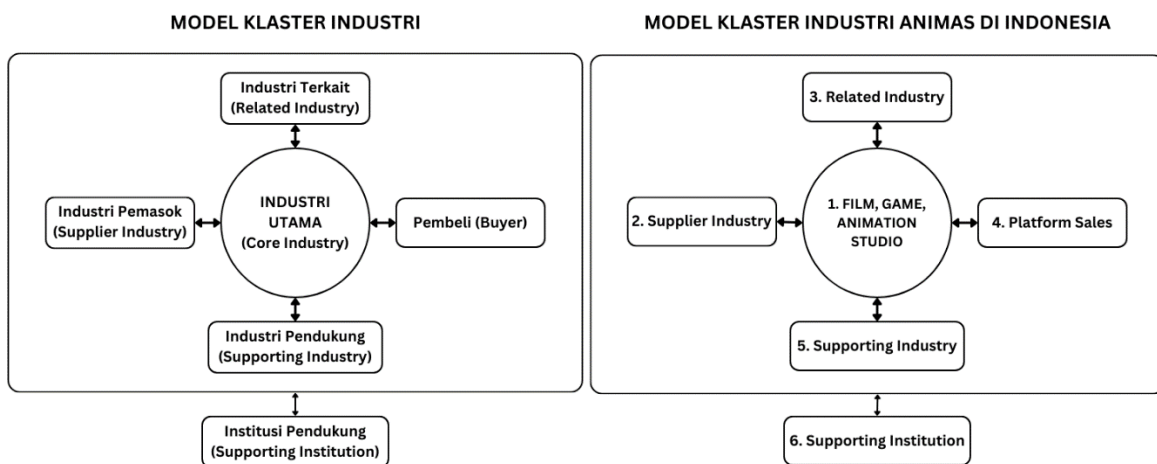 MODEL KLASTER INDUSTRI
Industri Terkait
(Related Industry)
Industri Pemasok
(Supplier Industry)
INDUSTRI
UTAMA
(Core Industry)
Pembeli (Buyer)
Industri Pendukung
(Supporting Industry)
Institusi Pendukung
(Supporting Institution)
MODEL KLASTER INDUSTRI ANIMAS DI INDONESIA
3. Related Industry
2. Supplier Industry
1. FILM, GAME,
ANIMATION
STUDIO
4. Platform Sales
5. Supporting Industry
6. Supporting Institution